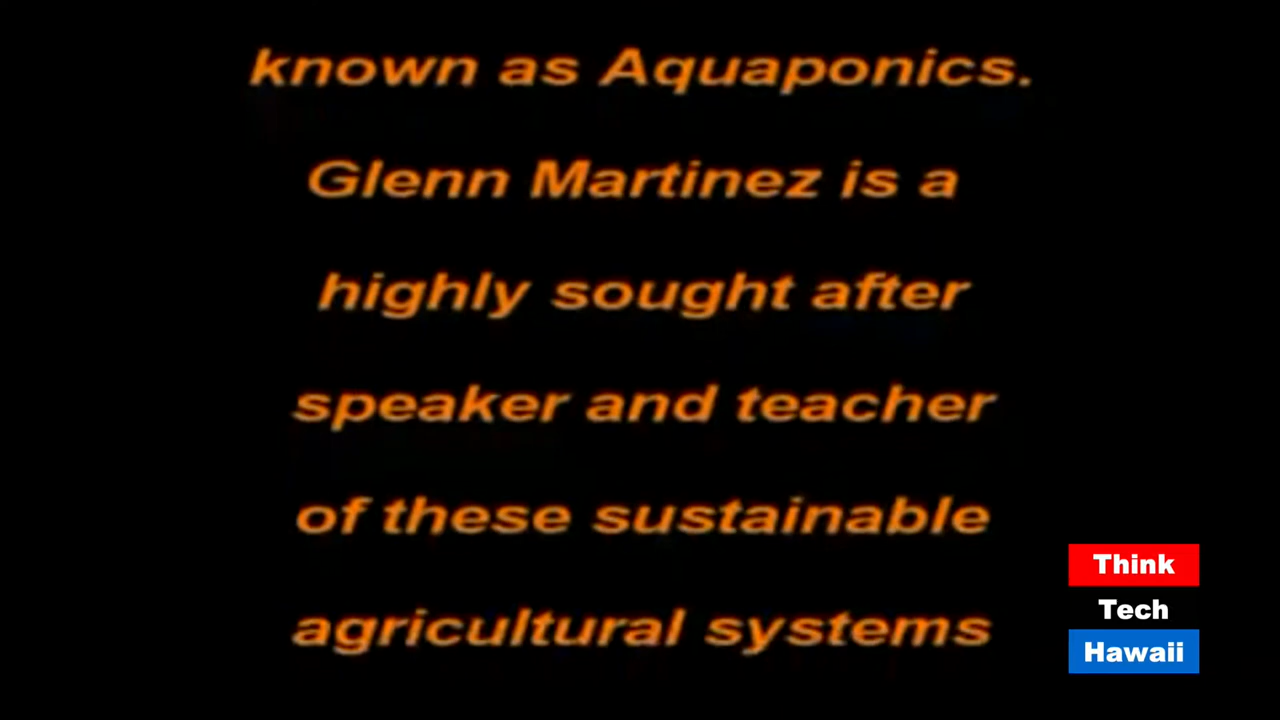 known as Aquaponics.
Glenn Martinez is a
highly sought after
speaker and teacher
of these sustainable
agricultural systems
Think
Tech
Hawaii